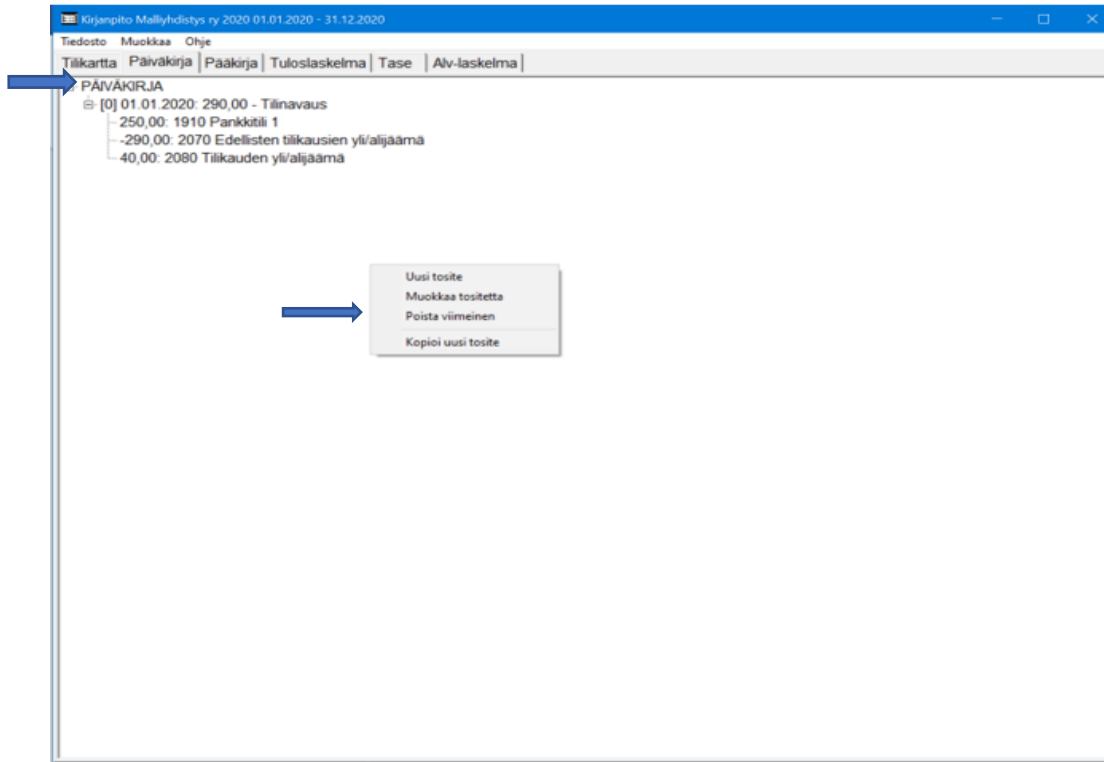 Kirjanpito Malliyhdistys ry 2020 01.01.2020 - 31.12.2020
Tiedosto Muokkaa Ohje
Tilikartta Päiväkirja Pääkirja Tuloslaskelma Tase Alv-laskelma
PÄIVÄKIRJA
[0] 01.01.2020: 290,00 - Tilinavaus
250,00: 1910 Pankkitili 1
-290,00: 2070 Edellisten tilikausien yli/alijäämä
40,00: 2080 Tilikauden yli/alijäämä
Uusi tosite
Muokkaa tositetta
Poista viimeinen
Kopioi uusi tosite